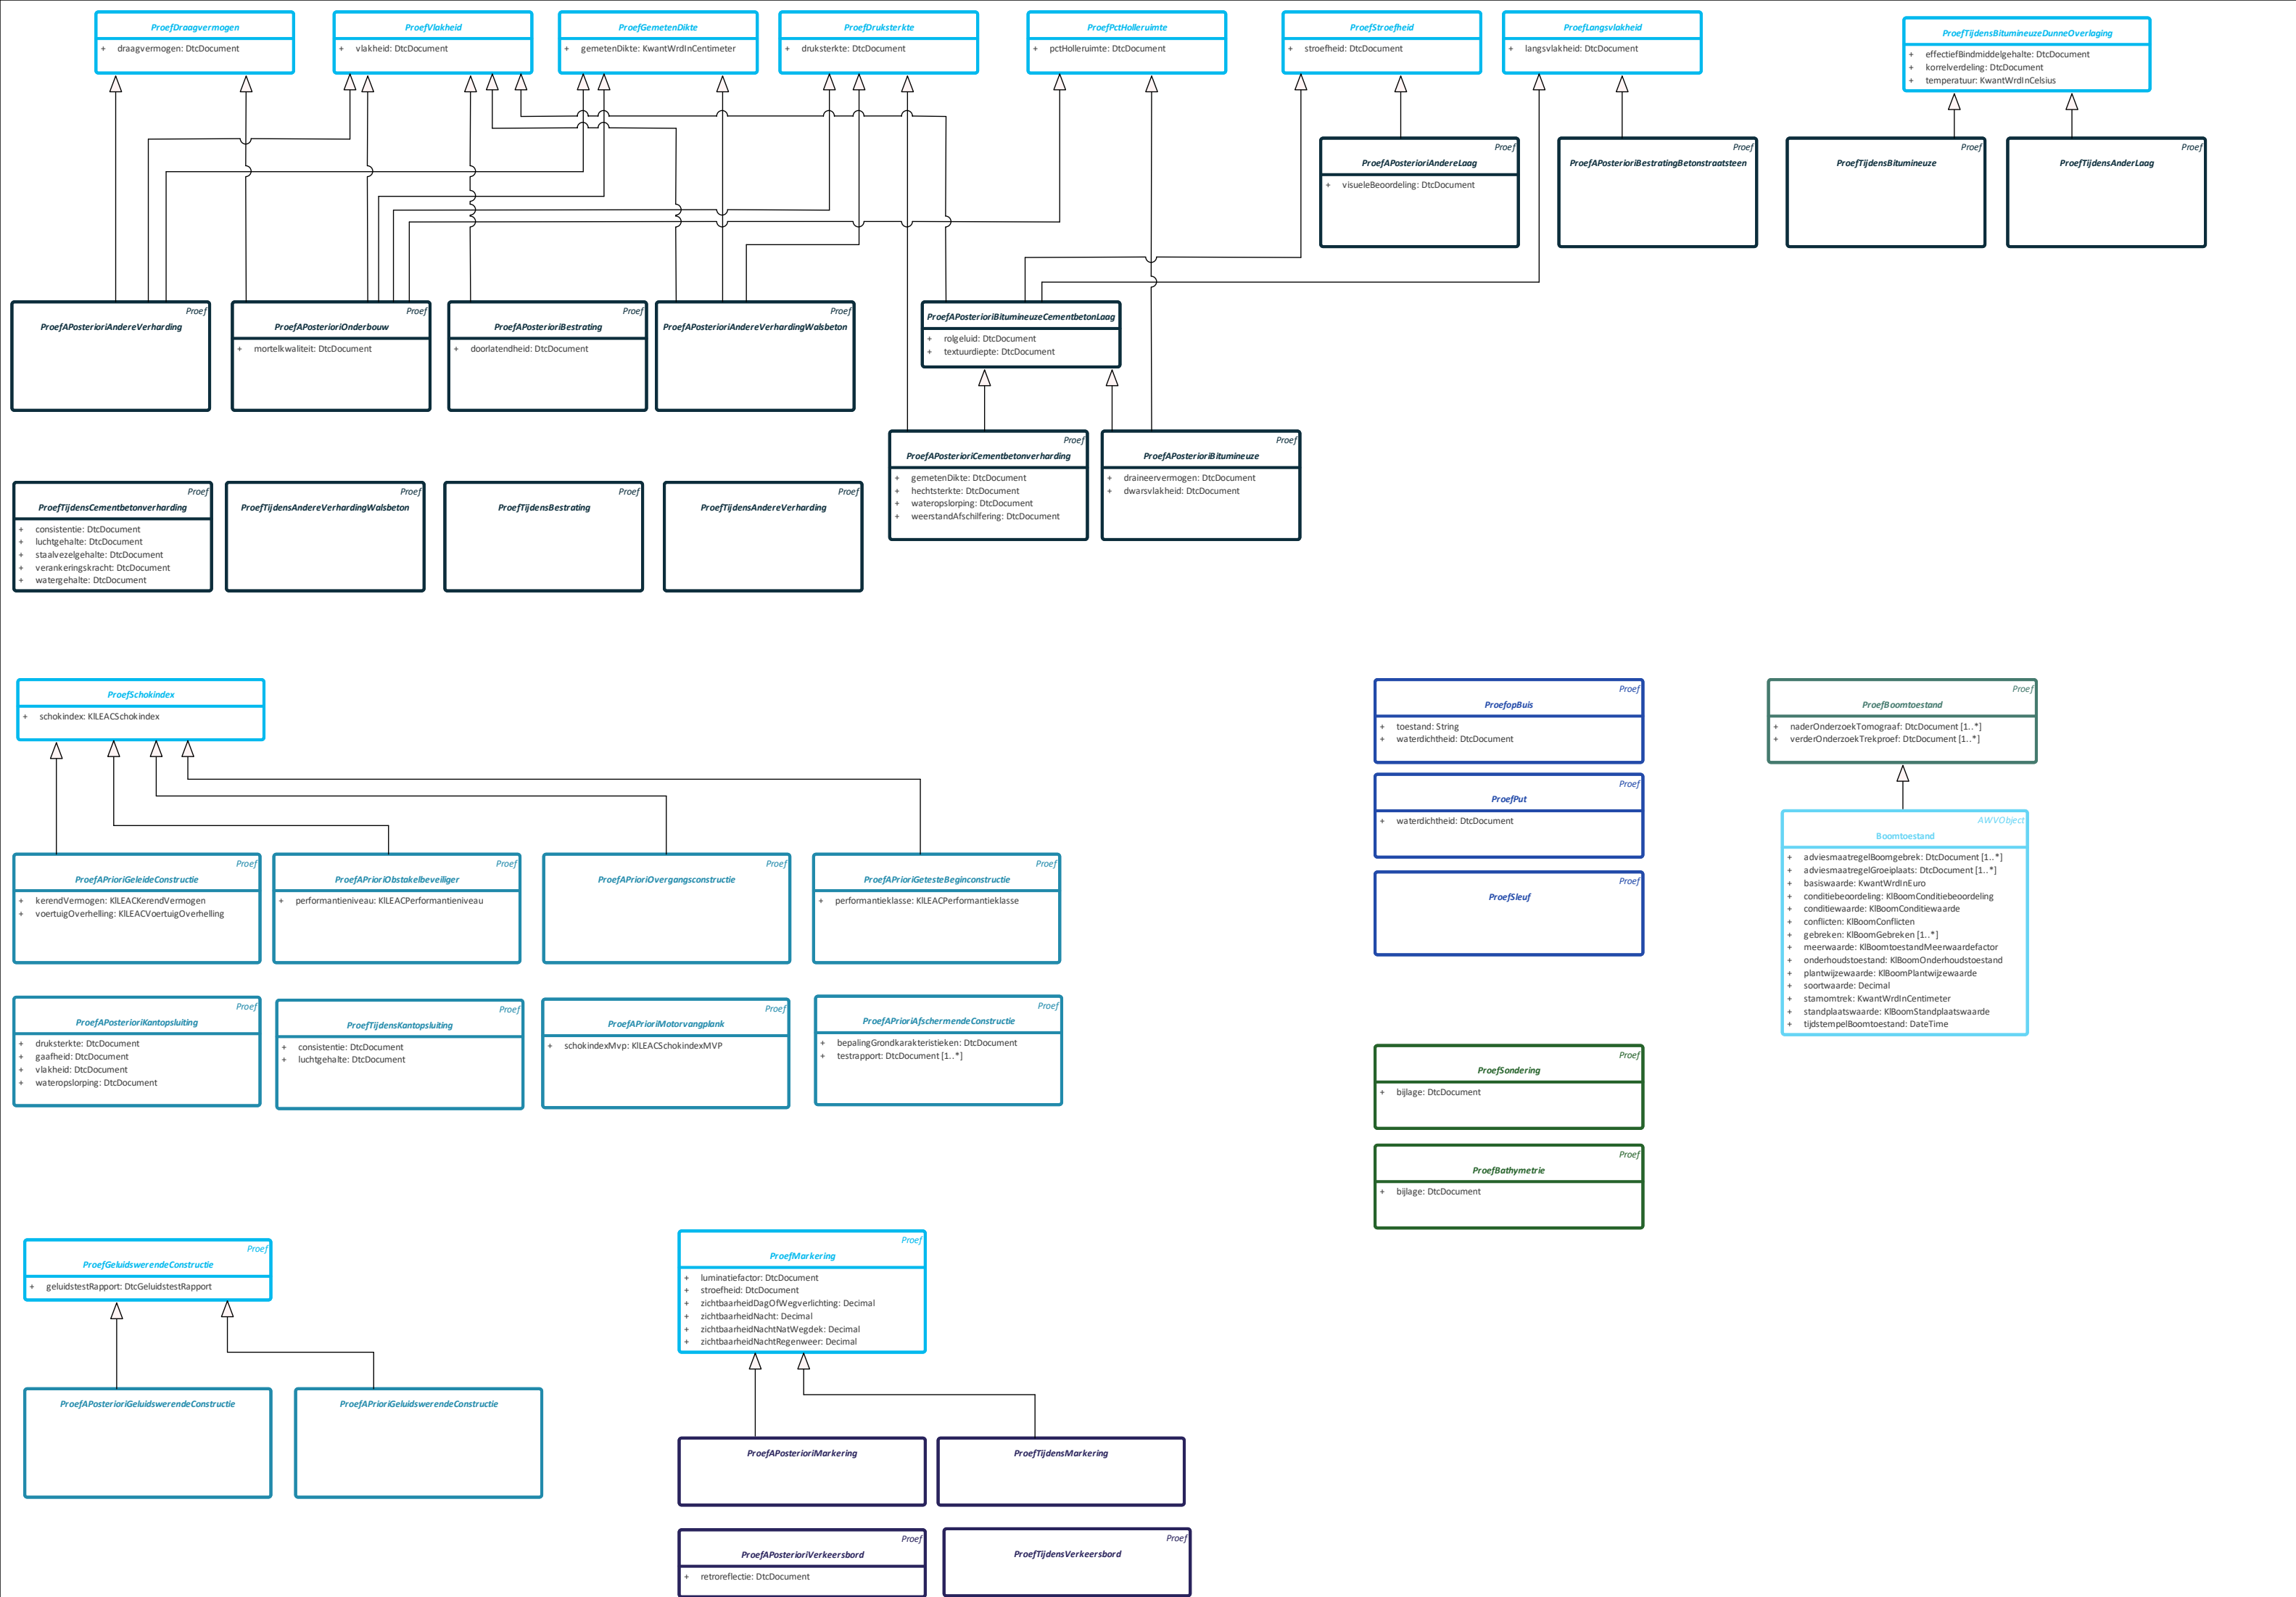 ProefDraagvermogen
+ draagvermogen: DtcDocument
ProefVlakheid
+ vlakheid: DtcDocument
ProefGemetenDikte
+ gemetenDikte: KwantWrdInCentimeter
ProefDruksterkte
+ druksterkte: DtcDocument
ProefPctHolleruimte
+ pctHolleruimte: DtcDocument
ProefStroefheid
+ stroefheid: DtcDocument
ProefLangsvlakheid
+ langsvlakheid: DtcDocument
ProefTijdensBitumineuzeDunneOverlaging
+ effectiefBindmiddelgehalte: DtcDocument
+ korrelverdeling: DtcDocument
+ temperatuur: KwantWrdInCelsius
Proef
ProefAPosterioriAndereLaag
+ visueleBeoordeling: DtcDocument
Proef
ProefAPosterioriBestratingBetonstraatsteen
Proef
ProefTijdensBitumineuze
Proef
ProefTijdensAnderLaag
Proef
ProefAPosterioriAndereVerharding
Proef
ProefAPosterioriOnderbouw
+ mortelkwaliteit: DtcDocument
Proef
ProefAPosterioriBestrating
+ doorlatendheid: DtcDocument
Proef
ProefAPosterioriAndereVerhardingWalsbeton
ProefAPosterioriBitumineuzeCementbetonLaag
+ rolgeluid: DtcDocument
+ textuurdiepte: DtcDocument
Proef
ProefAPosterioriCementbetonverharding
+ gemetenDikte: DtcDocument
+ hechtsterkte: DtcDocument
+ wateropslorping: DtcDocument
+ weerstandAfschilfering: DtcDocument
Proef
ProefAPosterioriBitumineuze
+ draineervermogen: DtcDocument
+ dwarsvlakheid: DtcDocument
Proef
ProefTijdensCementbetonverharding
+ consistentie: DtcDocument
+ luchtgehalte: DtcDocument
+ staalvezelgehalte: DtcDocument
+ verankeringskracht: DtcDocument
+ watergehalte: DtcDocument
Proef
ProefTijdensAndereVerhardingWalsbeton
Proef
ProefTijdensBestrating
Proef
ProefTijdensAndereVerharding
ProefSchokindex
+ schokindex: KlLEACSchokindex
Proef
ProefopBuis
+ toestand: String
+ waterdichtheid: DtcDocument
Proef
ProefBoomtoestand
+ naderOnderzoekTomograaf: DtcDocument [1..*]
+ verderOnderzoekTrekproef: DtcDocument [1..*]
Proef
ProefPut
+ waterdichtheid: DtcDocument
Proef
ProefSleuf
AWVObject
Boomtoestand
+ adviesmaatregelBoomgebrek: DtcDocument [1..*]
+ adviesmaatregelGroeiplaats: DtcDocument [1..*]
+ basiswaarde: KwantWrdInEuro
+ conditiebeoordeling: KlBoomConditiebeoordeling
+ conditiewaarde: KlBoomConditiewaarde
+ conflicten: KlBoomConflicten
+ gebreken: KlBoomGebreken [1..*]
+ meerwaarde: KlBoomtoestandMeerwaardefactor
+ onderhoudstoestand: KlBoomOnderhoudstoestand
+ plantwijzewaarde: KlBoomPlantwijzewaarde
+ soortwaarde: Decimal
+ stamomtrek: KwantWrdInCentimeter
+ standplaatswaarde: KlBoomStandplaatswaarde
+ tijdstempelBoomtoestand: DateTime
Proef
ProefAPrioriGeleideConstructie
+ kerendVermogen: KlLEACKerendVermogen
+ voertuigOverhelling: KlLEACVoertuigOverhelling
Proef
ProefAPrioriObstakelbeveiliger
+ performantieniveau: KlLEACPerformantieniveau
Proef
ProefAPrioriOvergangsconstructie
Proef
ProefAPrioriGetesteBeginconstructie
+ performantieklasse: KlLEACPerformantieklasse
Proef
ProefAPosterioriKantopsluiting
+ druksterkte: DtcDocument
+ gaafheid: DtcDocument
+ vlakheid: DtcDocument
+ wateropslorping: DtcDocument
Proef
ProefTijdensKantopsluiting
+ consistentie: DtcDocument
+ luchtgehalte: DtcDocument
Proef
ProefAPrioriMotorvangplank
+ schokindexMvp: KlLEACSchokindexMVP
Proef
ProefAPrioriAfschermendeConstructie
+ bepalingGrondkarakteristieken: DtcDocument
+ testrapport: DtcDocument [1..*]
Proef
ProefSondering
+ bijlage: DtcDocument
Proef
ProefBathymetrie
+ bijlage: DtcDocument
Proef
ProefGeluidswerendeConstructie
+ geluidstestRapport: DtcGeluidstestRapport
Proef
ProefMarkering
+ luminatiefactor: DtcDocument
+ stroefheid: DtcDocument
+ zichtbaarheidDagOfWegverlichting: Decimal
+ zichtbaarheidNacht: Decimal
+ zichtbaarheidNachtNatWegdek: Decimal
+ zichtbaarheidNachtRegenweer: Decimal
ProefAPosterioriGeluidswerendeConstructie
ProefAPrioriGeluidswerendeConstructie
ProefAPosterioriMarkering
ProefTijdensMarkering
Proef
ProefAPosterioriVerkeersbord
+ retroreflectie: DtcDocument
Proef
ProefTijdensVerkeersbord